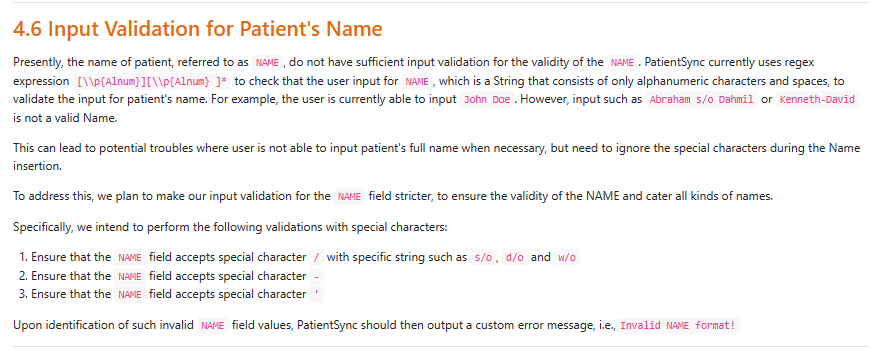 4.6 Input Validation for Patient's Name
Presently, the name of patient, referred to as NAME , do not have sufficient input validation for the validity of the NAME . PatientSync currently uses regex
expression [\\p{Alnum}][\\p{Alnum} ]* to check that the user input for NAME , which is a String that consists of only alphanumeric characters and spaces, to
validate the input for patient's name. For example, the user is currently able to input John Doe . However, input such as Abraham s/o Dahmil or Kenneth-David
is not a valid Name.
This can lead to potential troubles where user is not able to input patient's full name when necessary, but need to ignore the special characters during the Name
insertion.
To address this, we plan to make our input validation for the NAME field stricter, to ensure the validity of the NAME and cater all kinds of names.
Specifically, we intend to perform the following validations with special characters:
1. Ensure that the NAME field accepts special character / with specific string such as s/o , d/o and w/o
2. Ensure that the NAME field accepts special character -
3. Ensure that the NAME field accepts special character '
Upon identification of such invalid NAME field values, PatientSync should then output a custom error message, i.e., Invalid NAME format!